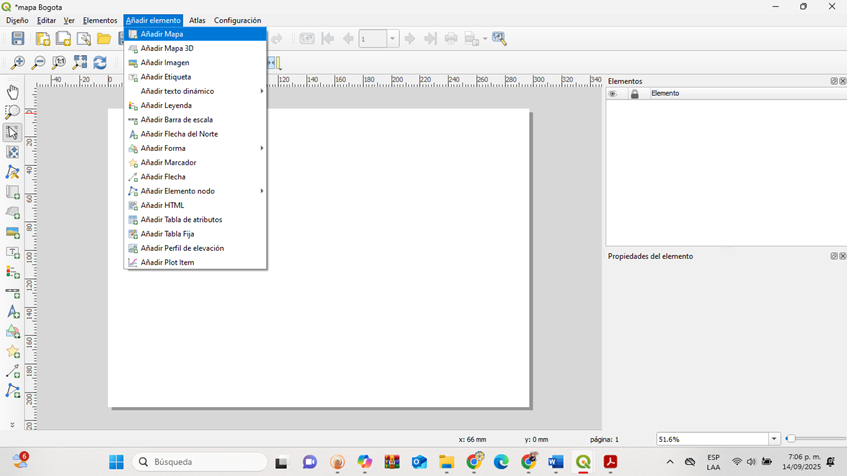 *mapa Bogota
Diseño Editar Ver Elementos Añadir elemento Atlas Configuración
Añadir Mapa
Añadir Mapa 3D
Añadir Imagen
Añadir Etiqueta
Añadir texto dinámico
Añadir Leyenda
Añadir Barra de escala
Añadir Flecha del Norte
Añadir Forma
Añadir Marcador
Añadir Flecha
Añadir Elemento nodo
Añadir HTML
Añadir Tabla de atributos
Añadir Tabla Fija
Añadir Perfil de elevación
Añadir Plot Item
1
-40 -20 0 120 140 160 180 200 220 240 260 280 300 320 340
0
20
40
60
80
100
120
140
160
180
200
Elementos
Elemento
Propiedades del elemento
x: 66 mm y: 0 mm página: 1 51.6%
6
Búsqueda
ESP
LAA
7:06 p. m.
14/09/2025